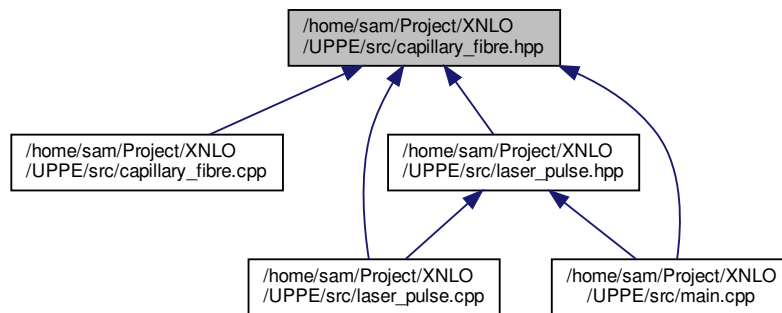 /home/sam/Project/XNLO
/UPPE/src/capillary_fibre.hpp
/home/sam/Project/XNLO
/UPPE/src/capillary_fibre.cpp
/home/sam/Project/XNLO
/UPPE/src/laser_pulse.hpp
/home/sam/Project/XNLO
/UPPE/src/laser_pulse.cpp
/home/sam/Project/XNLO
/UPPE/src/main.cpp